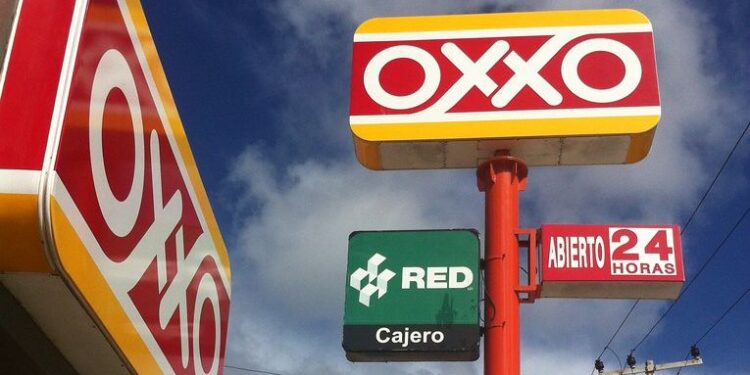 OXXO
OXXO
RED
Cajero
ABIERTO 24
HORAS